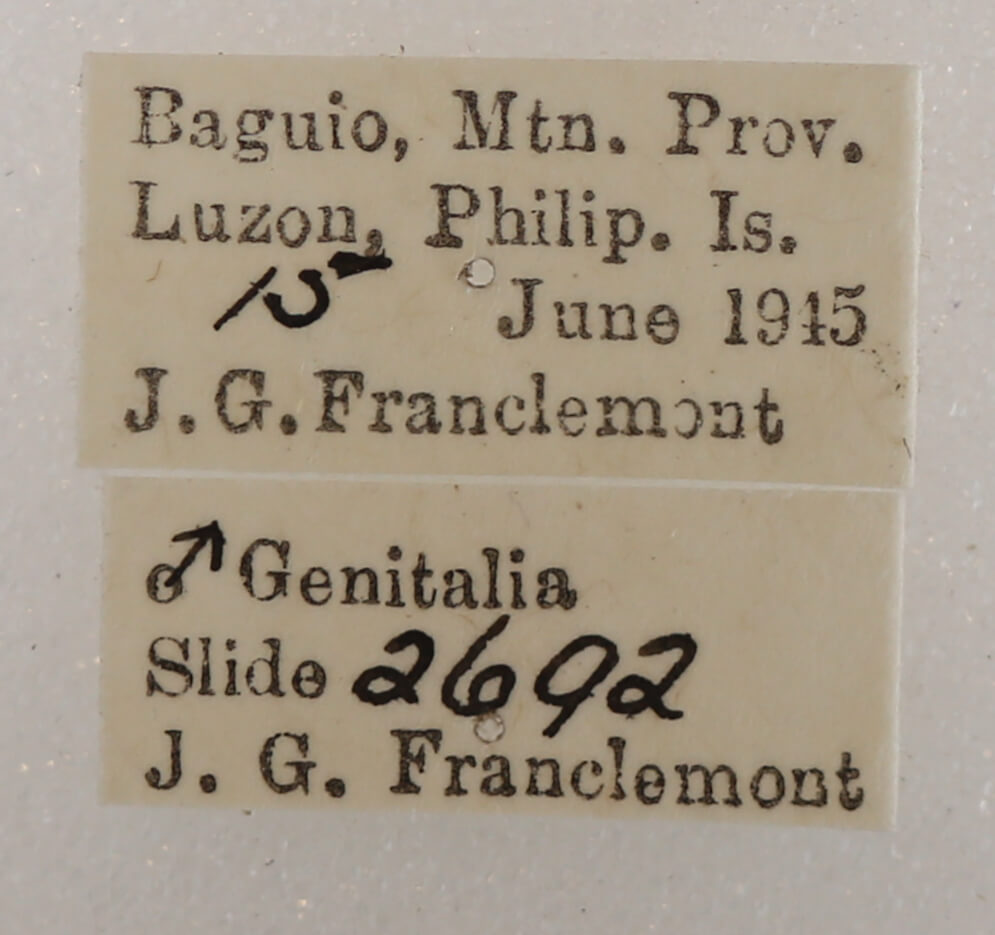 Baguio, Mtn. Prov.
Luzon, Philip. Is.
15 June 1945
J. G. Franclemont
♂ Genitalia
Slide 2692
J. G. Franclemont